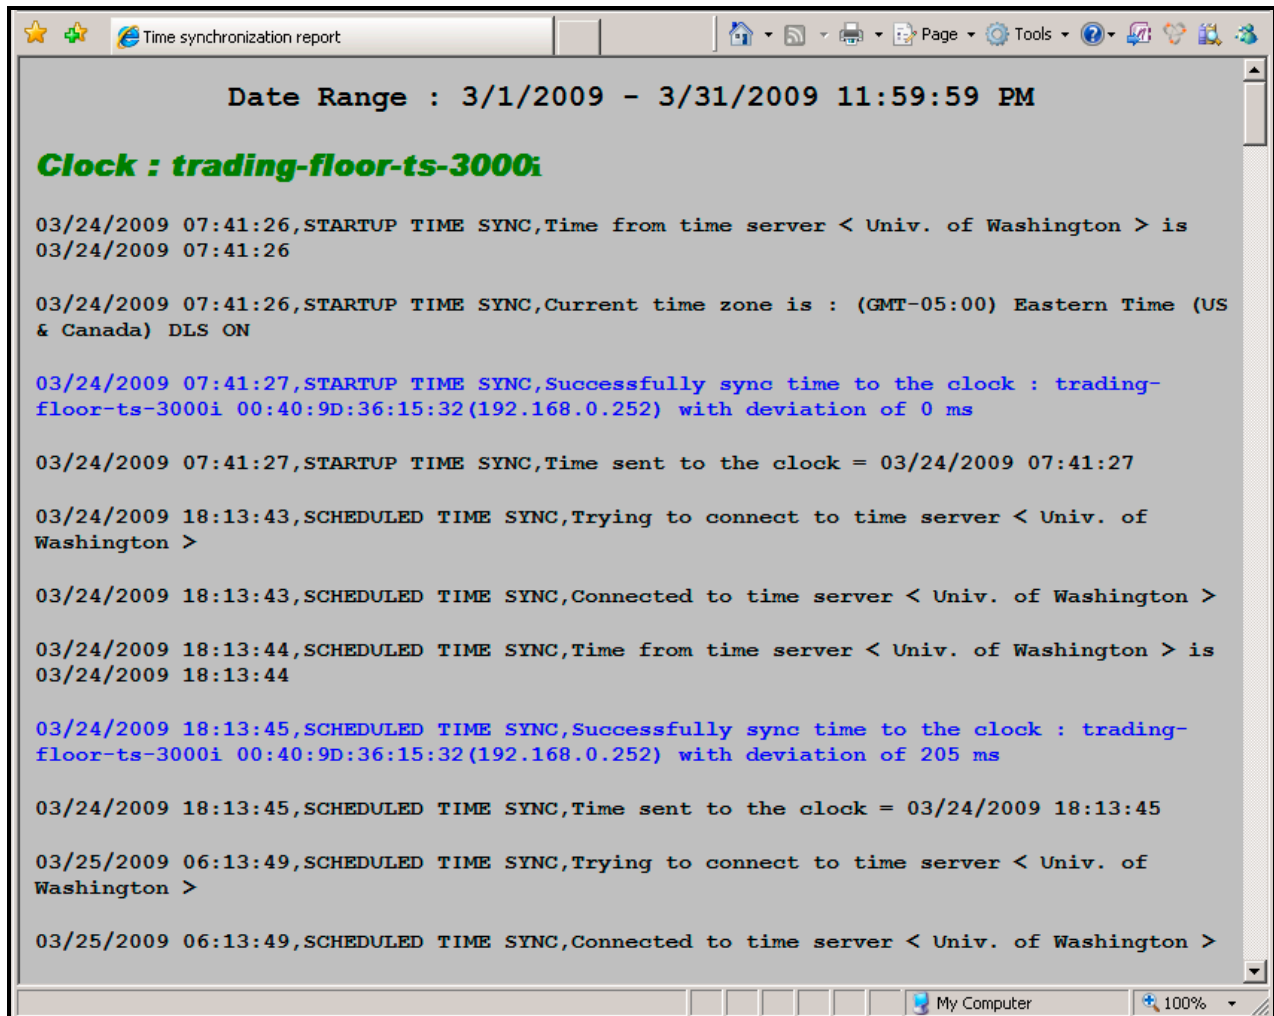 Time synchronization report
Page
Tools
Date Range : 3/1/2009 - 3/31/2009 11:59:59 PM
Clock : trading-floor-ts-3000i
03/24/2009 07:41:26,STARTUP TIME SYNC,Time from time server < Univ. of Washington > is
03/24/2009 07:41:26
03/24/2009 07:41:26,STARTUP TIME SYNC,Current time zone is : (GMT-05:00) Eastern Time (US
& Canada) DLS ON
03/24/2009 07:41:27,STARTUP TIME SYNC,Successfully sync time to the clock : trading-
floor-ts-3000i 00:40:9D:36:15:32(192.168.0.252) with deviation of 0 ms
03/24/2009 07:41:27,STARTUP TIME SYNC,Time sent to the clock = 03/24/2009 07:41:27
03/24/2009 18:13:43,SCHEDULED TIME SYNC,Trying to connect to time server < Univ. of
Washington >
03/24/2009 18:13:43,SCHEDULED TIME SYNC,Connected to time server < Univ. of Washington >
03/24/2009 18:13:44,SCHEDULED TIME SYNC,Time from time server < Univ. of Washington > is
03/24/2009 18:13:44
03/24/2009 18:13:45,SCHEDULED TIME SYNC,Successfully sync time to the clock : trading-
floor-ts-3000i 00:40:9D:36:15:32(192.168.0.252) with deviation of 205 ms
03/24/2009 18:13:45,SCHEDULED TIME SYNC,Time sent to the clock = 03/24/2009 18:13:45
03/25/2009 06:13:49,SCHEDULED TIME SYNC,Trying to connect to time server < Univ. of
Washington >
03/25/2009 06:13:49,SCHEDULED TIME SYNC,Connected to time server < Univ. of Washington >
My Computer
100%